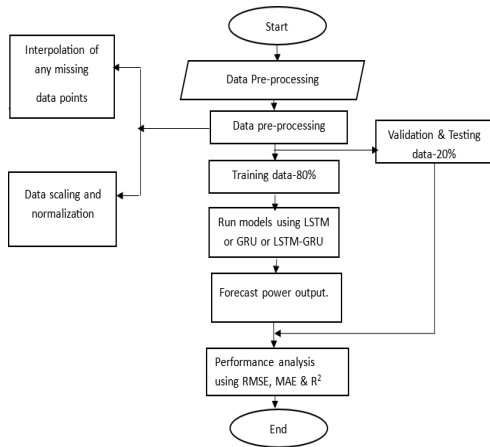 Start
Interpolation of
any missing
data points
Data Pre-processing
Data pre-processing
Validation & Testing
data-20%
Training data-80%
Data scaling and
normalization
Run models using LSTM
or GRU or LSTM-GRU
Forecast power output.
Performance analysis
using RMSE, MAE & R²
End